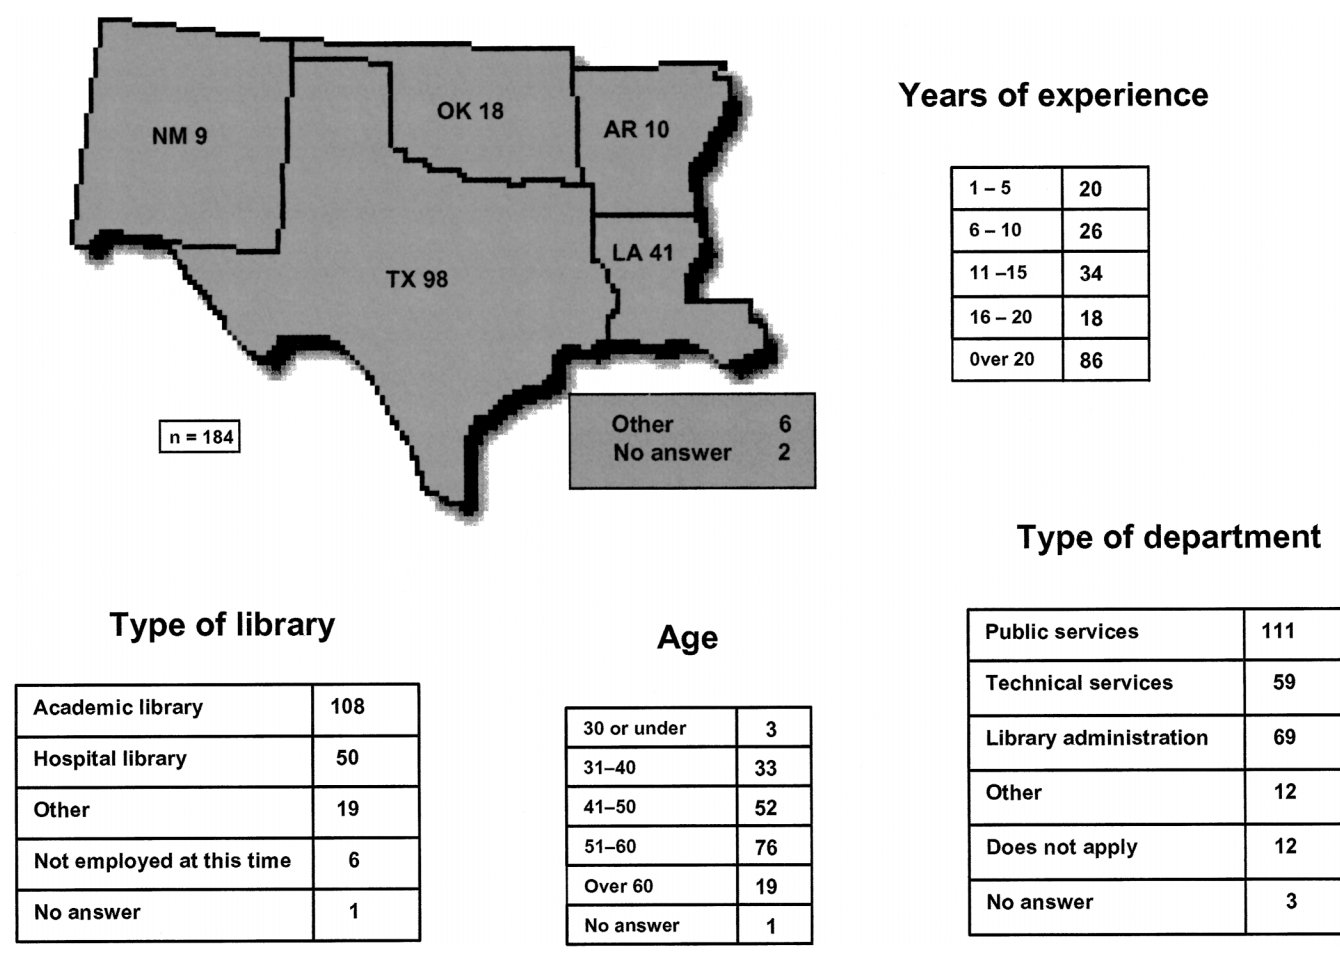 NM 9
OK 18
AR 10
TX 98
LA 41
n = 184
Other 6
No answer 2
Years of experience
1 – 5 20
6 – 10 26
11 –15 34
16 – 20 18
0ver 20 86
Type of library
Academic library 108
Hospital library 50
Other 19
Not employed at this time 6
No answer 1
Age
30 or under 3
31–40 33
41–50 52
51–60 76
Over 60 19
No answer 1
Type of department
Public services 111
Technical services 59
Library administration 69
Other 12
Does not apply 12
No answer 3